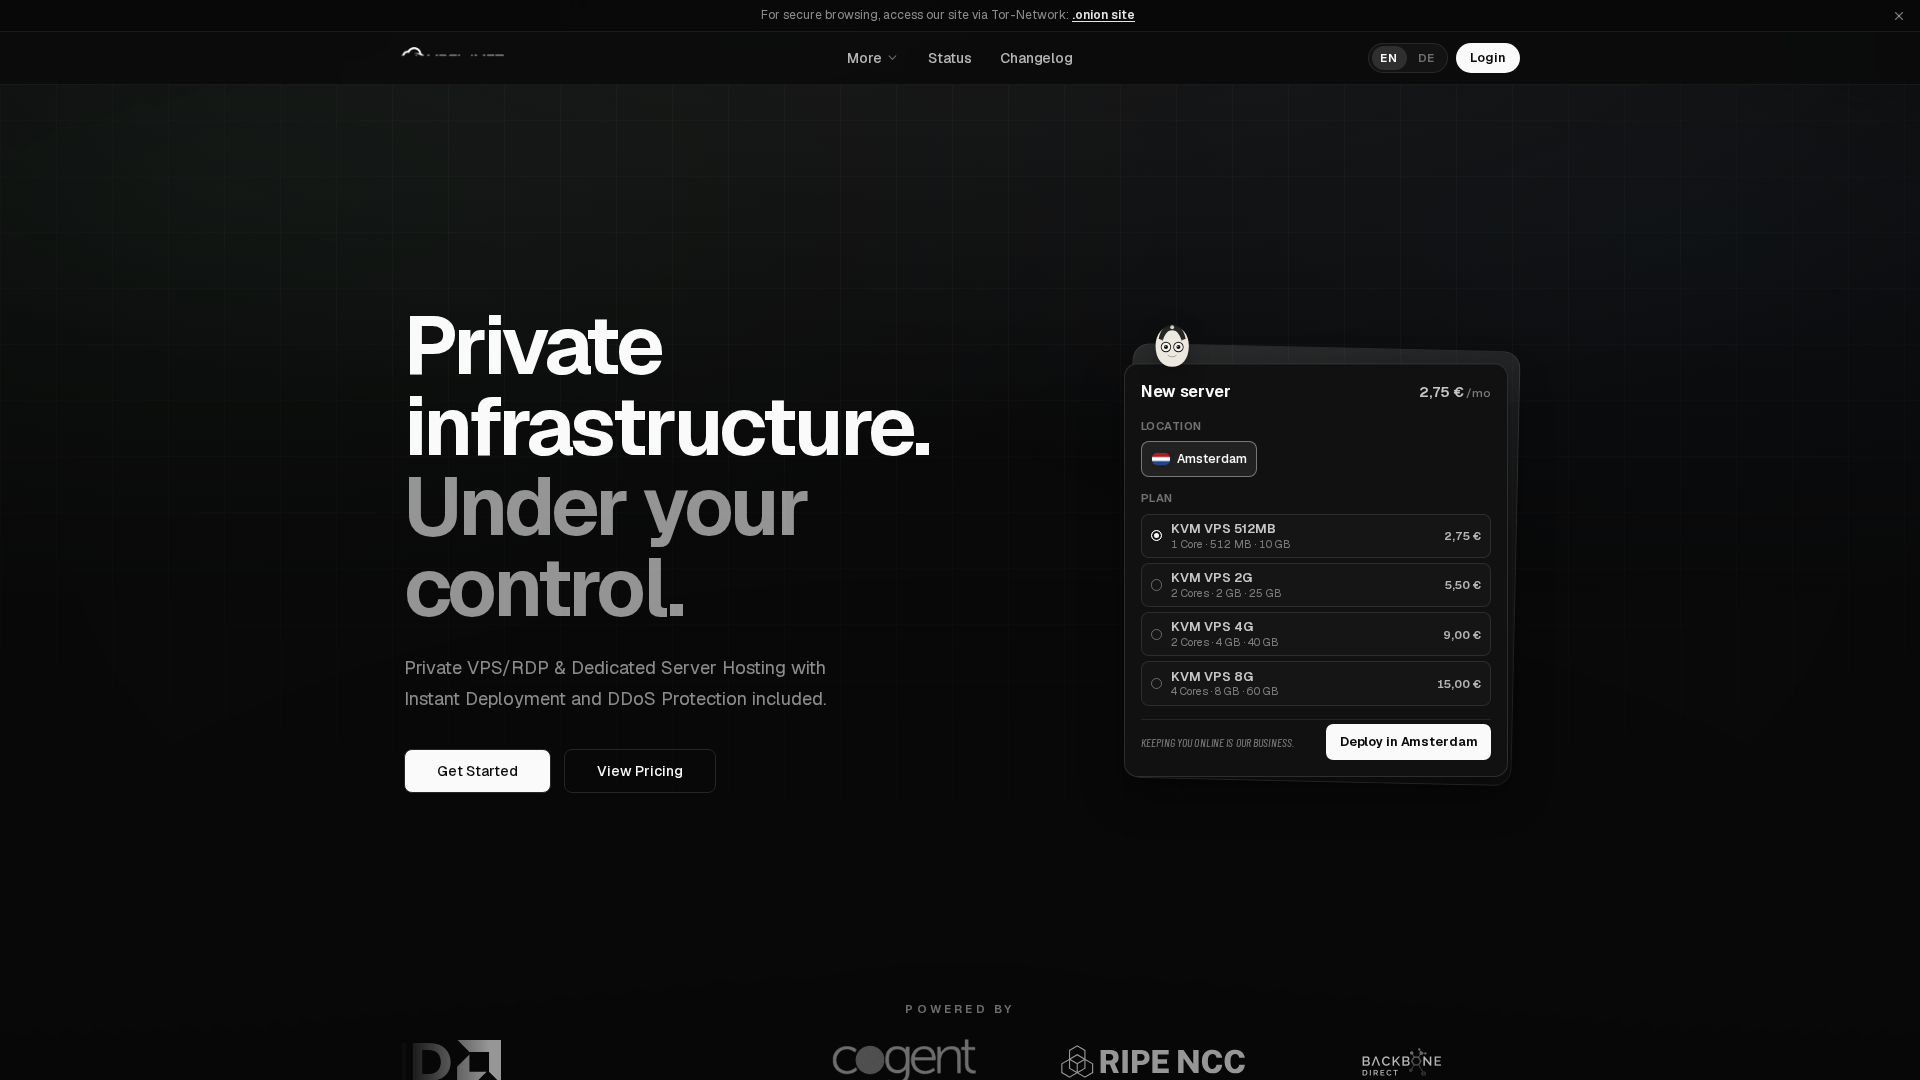 For secure browsing, access our site via Tor-Network: .onion site
More
Status
Changelog
EN
DE
Login
Private
infrastructure.
Under your
control.
Private VPS/RDP & Dedicated Server Hosting with
Instant Deployment and DDoS Protection included.
Get Started
View Pricing
New server
2,75 € /mo
LOCATION
Amsterdam
PLAN
KVM VPS 512MB
1 Core · 512 MB · 10 GB
2,75 €
KVM VPS 2G
2 Cores · 2 GB · 25 GB
5,50 €
KVM VPS 4G
2 Cores · 4 GB · 40 GB
9,00 €
KVM VPS 8G
4 Cores · 8 GB · 60 GB
15,00 €
KEEPING YOU ONLINE IS OUR BUSINESS.
Deploy in Amsterdam
POWERED BY
cogent
RIPE NCC
BACKBONE
DIRECT